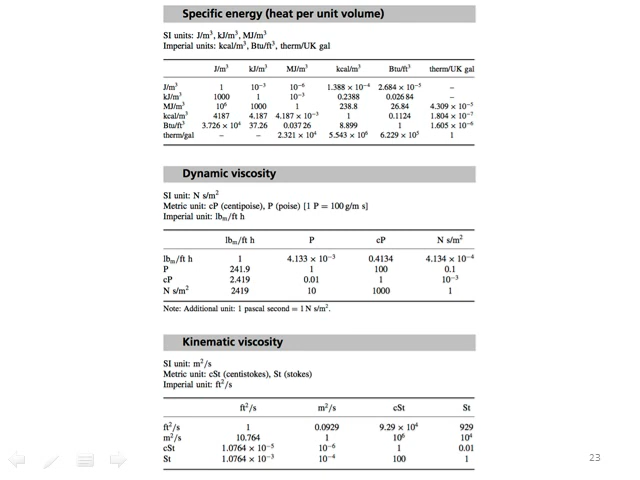 Specific energy (heat per unit volume)
SI units: J/m³, kJ/m³, MJ/m³
Imperial units: kcal/m³, Btu/ft³, therm/UK gal
J/m³ kJ/m³ MJ/m³ kcal/m³ Btu/ft³ therm/UK gal
J/m³ 1 10⁻³ 10⁻⁶ 1.388 × 10⁻⁴ 2.684 × 10⁻⁵ –
kJ/m³ 1000 1 10⁻³ 0.2388 0.026 84 –
MJ/m³ 10⁶ 1000 1 238.8 26.84 4.309 × 10⁻⁵
kcal/m³ 4187 4.187 4.187 × 10⁻³ 1 0.1124 1.804 × 10⁻⁷
Btu/ft³ 3.726 × 10⁴ 37.26 0.037 26 8.899 1 1.605 × 10⁻⁶
therm/gal – – 2.321 × 10⁴ 5.543 × 10⁶ 6.229 × 10⁵ 1
Dynamic viscosity
SI unit: N s/m²
Metric unit: cP (centipoise), P (poise) [1 P = 100 g/m s]
Imperial unit: lbₘ/ft h
lbₘ/ft h P cP N s/m²
lbₘ/ft h 1 4.133 × 10⁻³ 0.4134 4.134 × 10⁻⁴
P 241.9 1 100 0.1
cP 2.419 0.01 1 10⁻³
N s/m² 2419 10 1000 1
Note: Additional unit: 1 pascal second = 1 N s/m².
Kinematic viscosity
SI unit: m²/s
Metric unit: cSt (centistokes), St (stokes)
Imperial unit: ft²/s
ft²/s m²/s cSt St
ft²/s 1 0.0929 9.29 × 10⁴ 929
m²/s 10.764 1 10⁶ 10⁴
cSt 1.0764 × 10⁻⁵ 10⁻⁶ 1 0.01
St 1.0764 × 10⁻³ 10⁻⁴ 100 1
23